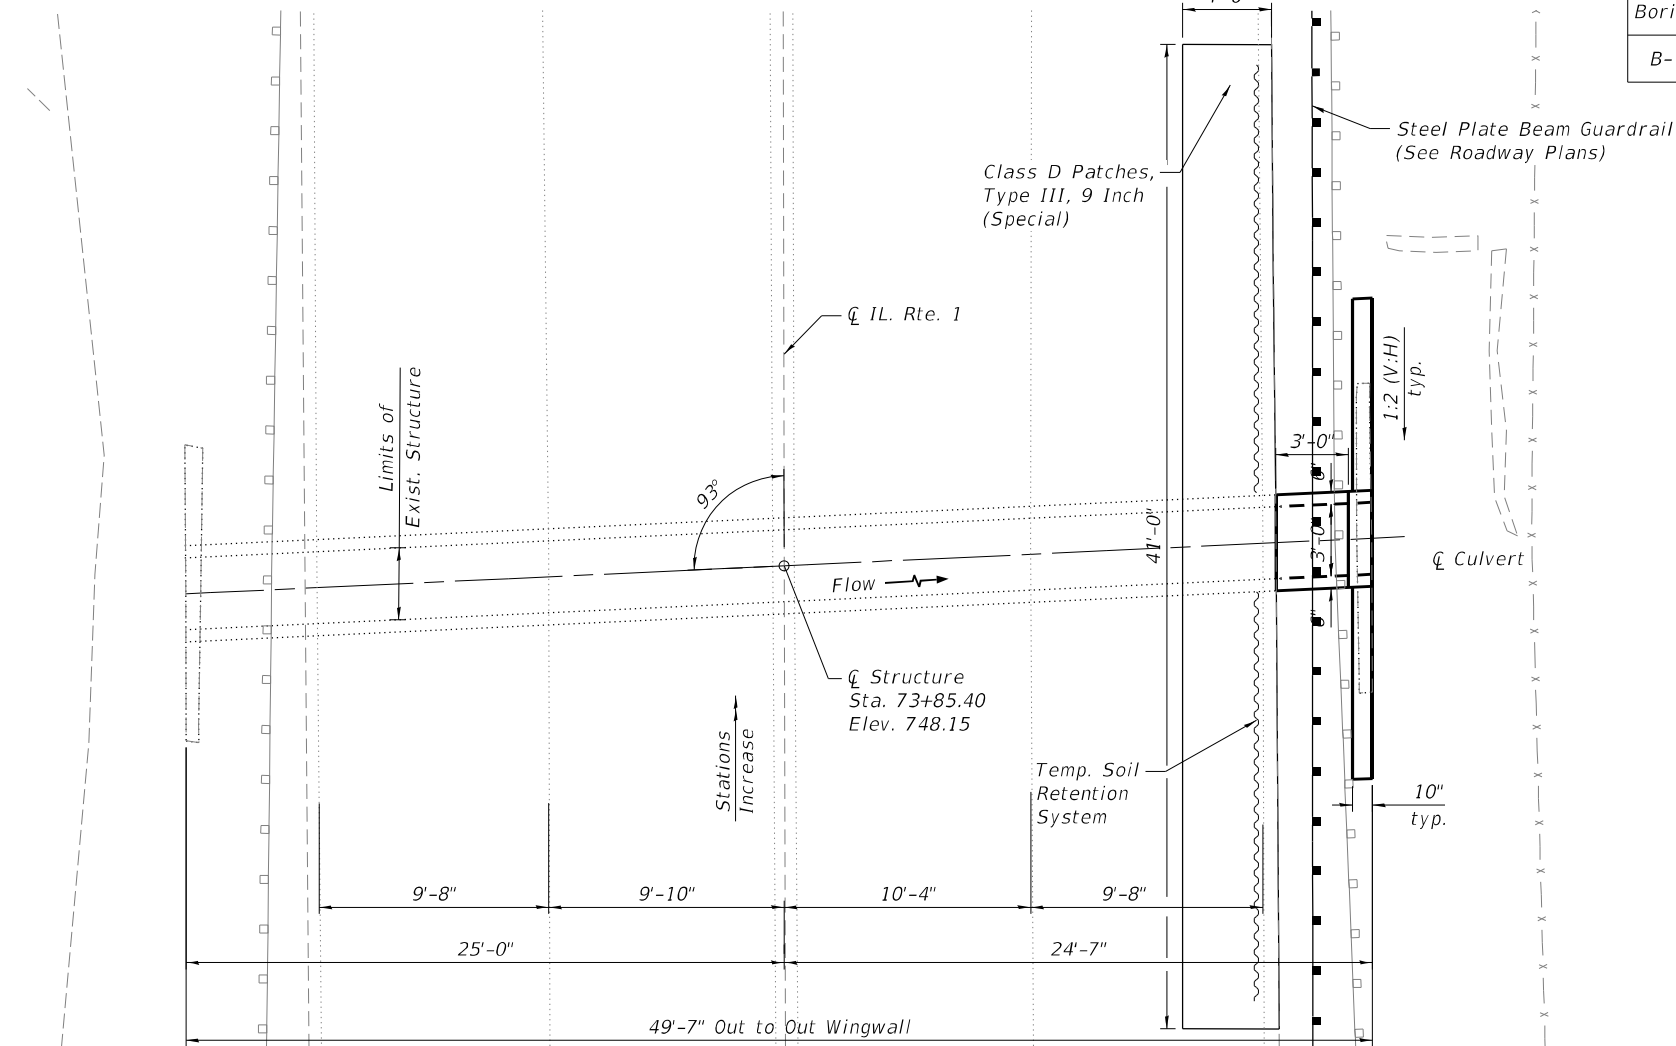 Bori
B-
Steel Plate Beam Guardrail
(See Roadway Plans)
Class D Patches,
Type III, 9 Inch
(Special)
℄ IL. Rte. 1
Limits of
Exist. Structure
1:2 (V:H)
typ.
3'-0"
93°
41'-0"
3'-0"
℄ Culvert
Flow
℄ Structure
Sta. 73+85.40
Elev. 748.15
Stations
Increase
Temp. Soil
Retention
System
10"
typ.
9'-8"
9'-10"
10'-4"
9'-8"
25'-0"
24'-7"
49'-7" Out to Out Wingwall